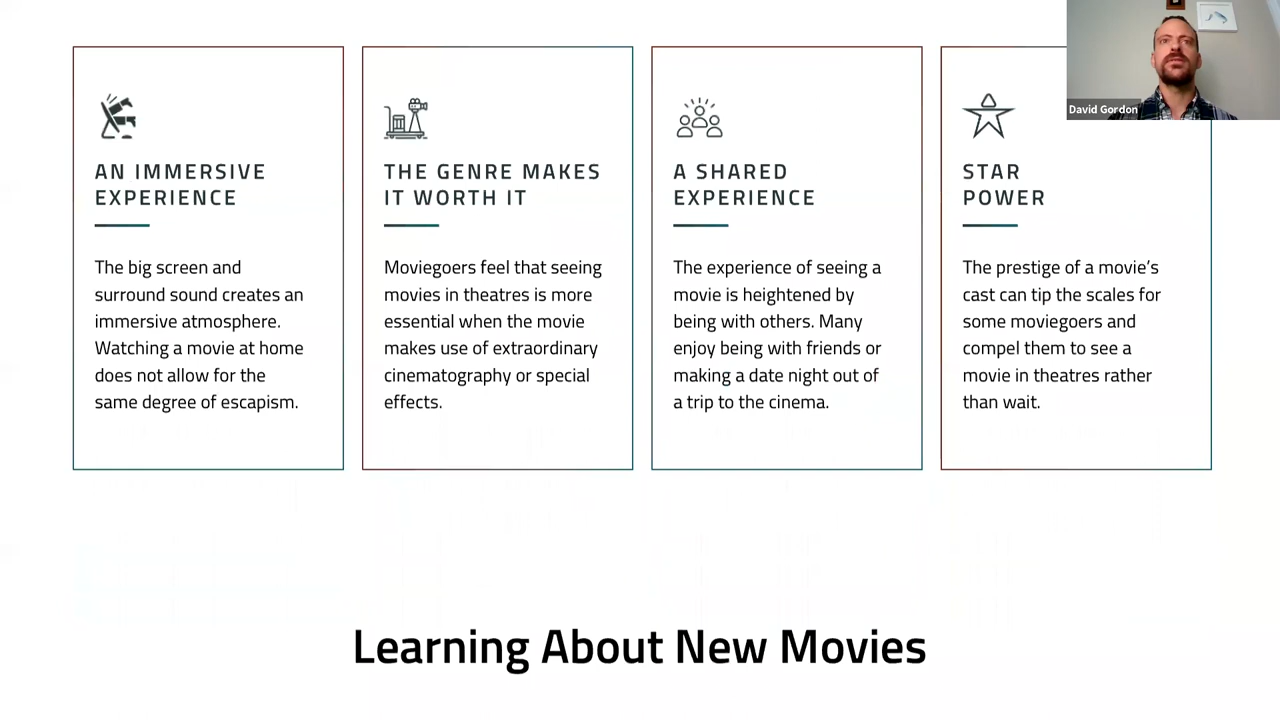 AN IMMERSIVE
EXPERIENCE
The big screen and
surround sound creates an
immersive atmosphere.
Watching a movie at home
does not allow for the
same degree of escapism.
THE GENRE MAKES
IT WORTH IT
Moviegoers feel that seeing
movies in theatres is more
essential when the movie
makes use of extraordinary
cinematography or special
effects.
A SHARED
EXPERIENCE
The experience of seeing a
movie is heightened by
being with others. Many
enjoy being with friends or
making a date night out of
a trip to the cinema.
STAR
POWER
The prestige of a movie’s
cast can tip the scales for
some moviegoers and
compel them to see a
movie in theatres rather
than wait.
David Gordon
Learning About New Movies